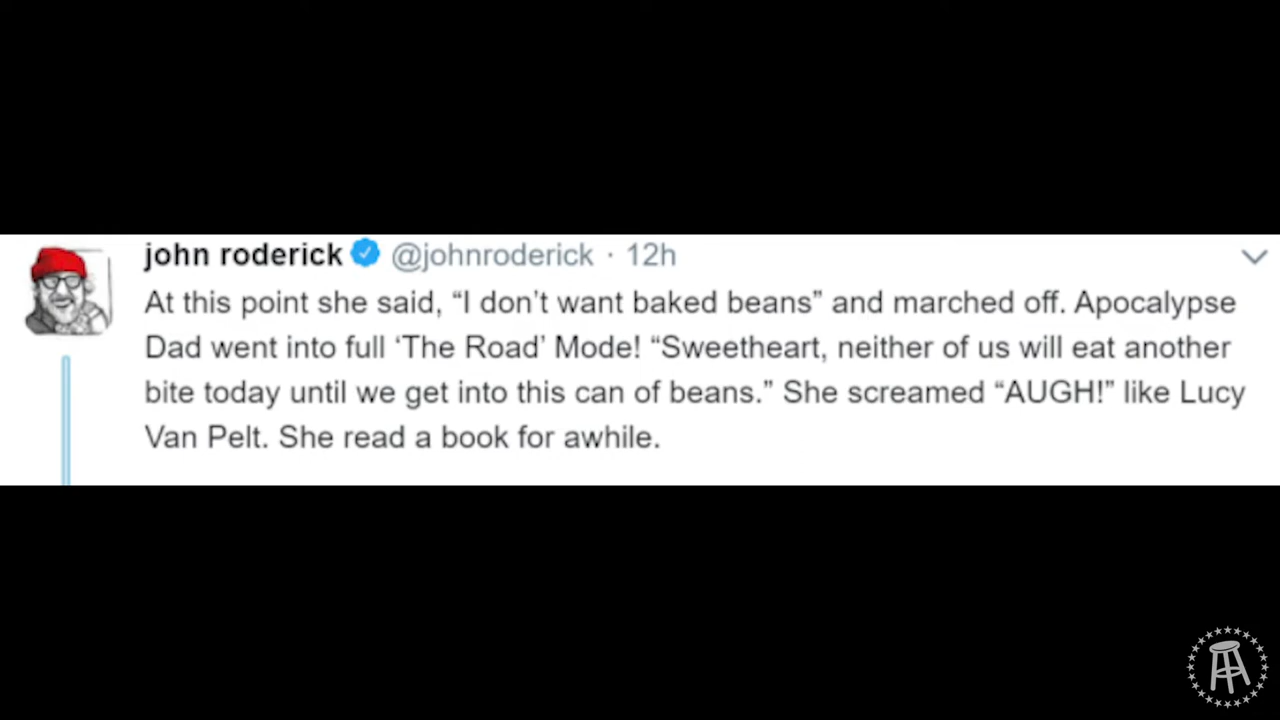 john roderick @johnroderick · 12h
At this point she said, “I don’t want baked beans” and marched off. Apocalypse
Dad went into full ‘The Road’ Mode! “Sweetheart, neither of us will eat another
bite today until we get into this can of beans.” She screamed “AUGH!” like Lucy
Van Pelt. She read a book for awhile.